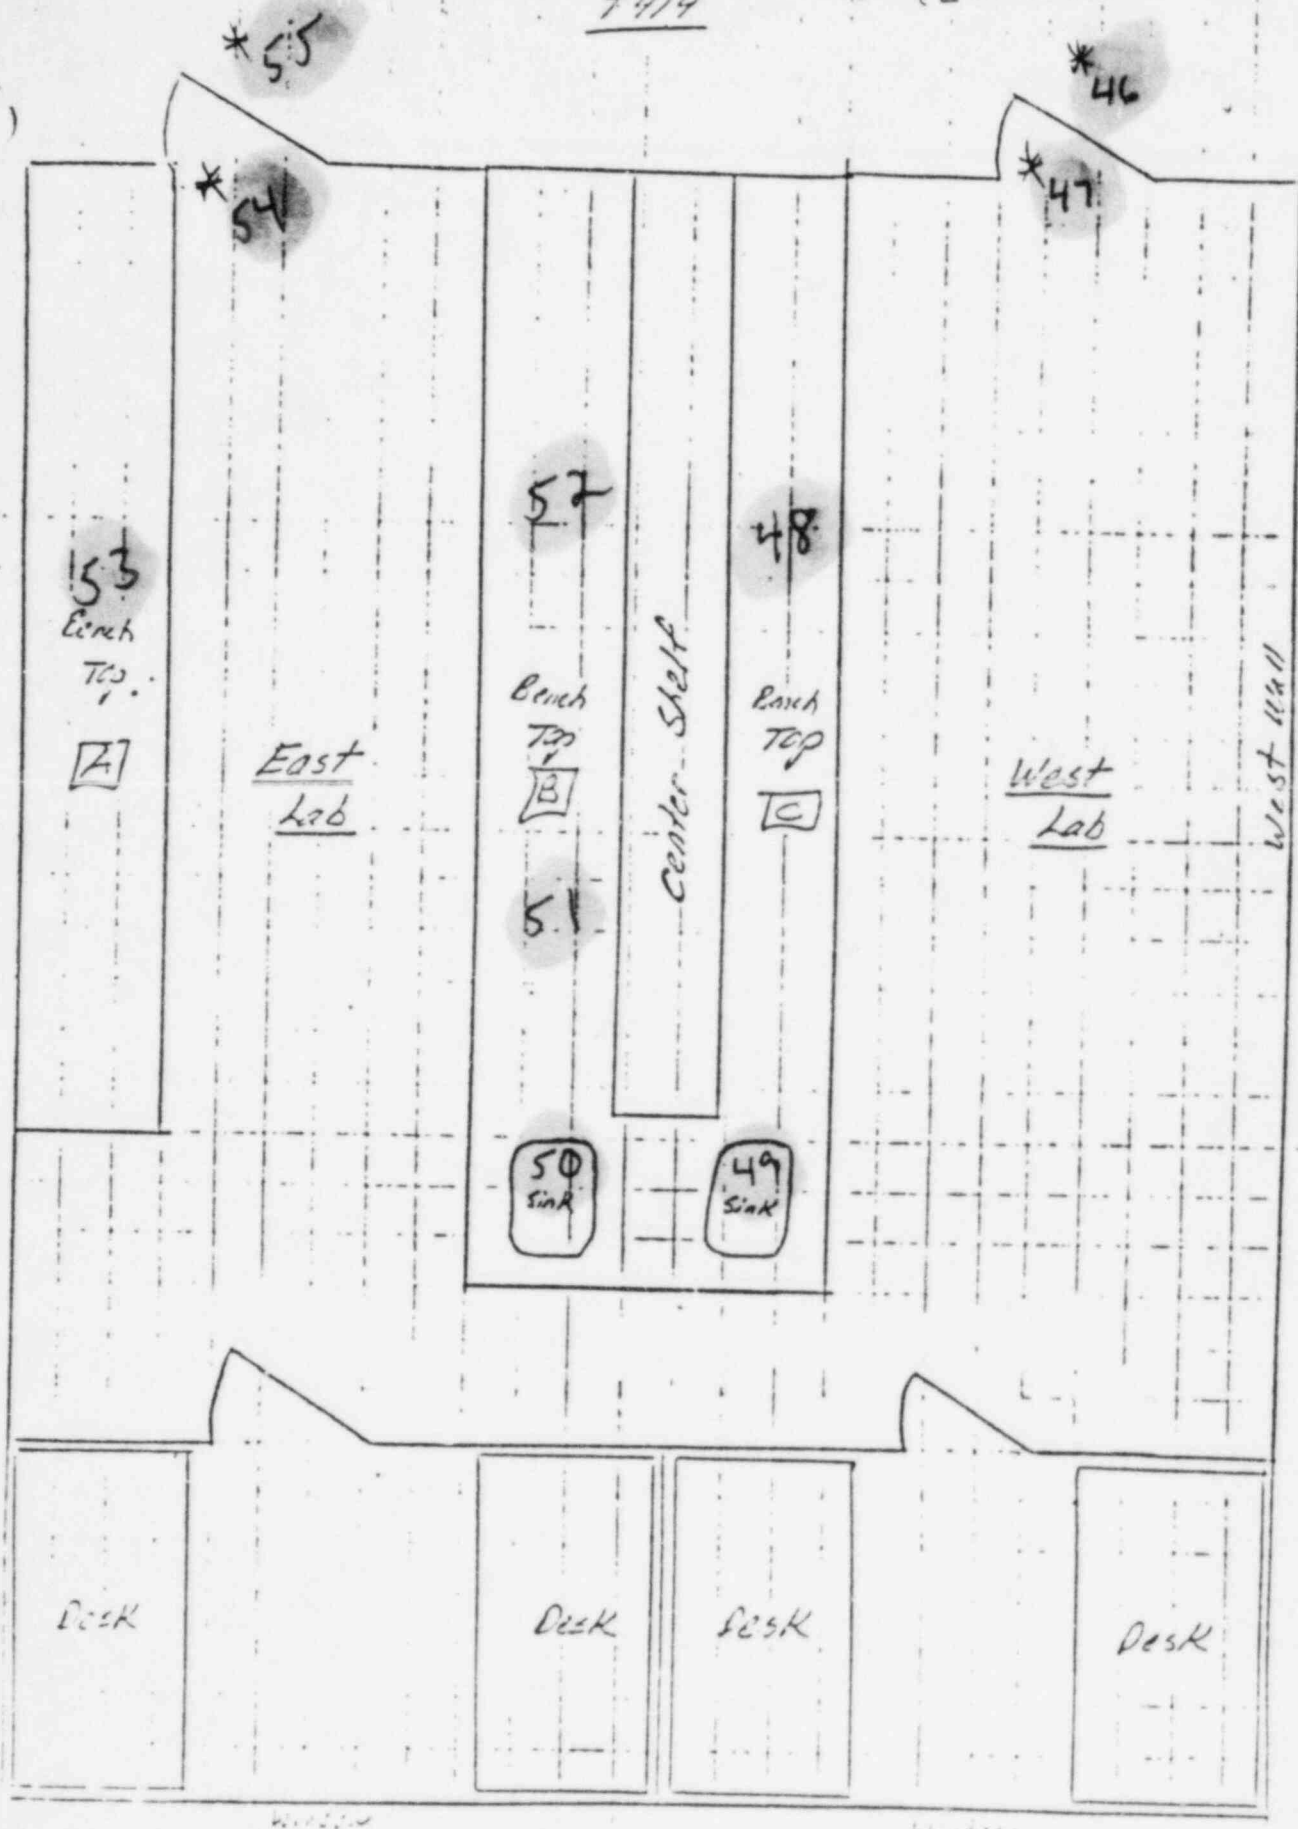 * 55
* 46
* 54
* 47
52
48
53
Bench
Top
A
Bench
Top
B
Center Shelf
Bench
Top
C
East
Lab
West
Lab
West Wall
51
50
Sink
49
Sink
Desk
Desk
Desk
Desk